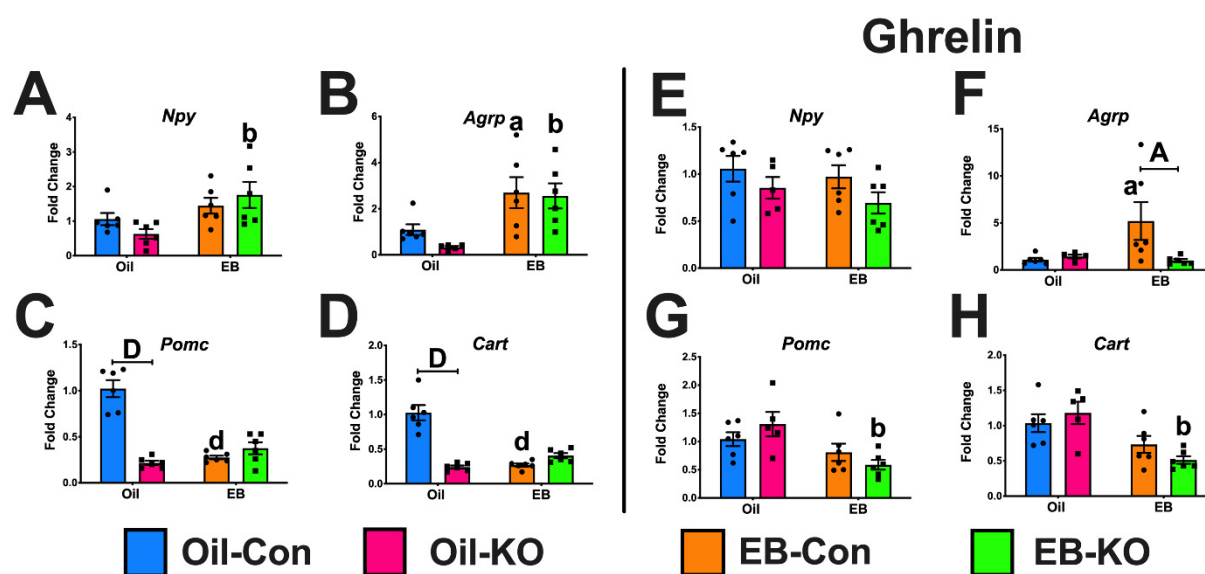 Ghrelin
A
Npy
Fold Change
4
3
2
1
0
b
Oil
EB
B
Agrp
Fold Change
6
4
2
0
a
b
Oil
EB
E
Npy
Fold Change
1.5
1.0
0.5
0.0
Oil
EB
F
Agrp
Fold Change
15
10
5
0
a
A
Oil
EB
C
Pomc
Fold Change
1.5
1.0
0.5
0.0
D
d
Oil
EB
D
Cart
Fold Change
2.0
1.5
1.0
0.5
0.0
D
d
Oil
EB
G
Pomc
Fold Change
2.5
2.0
1.5
1.0
0.5
0.0
b
Oil
EB
H
Cart
Fold Change
2.0
1.5
1.0
0.5
0.0
b
Oil
EB
Oil-Con
Oil-KO
EB-Con
EB-KO